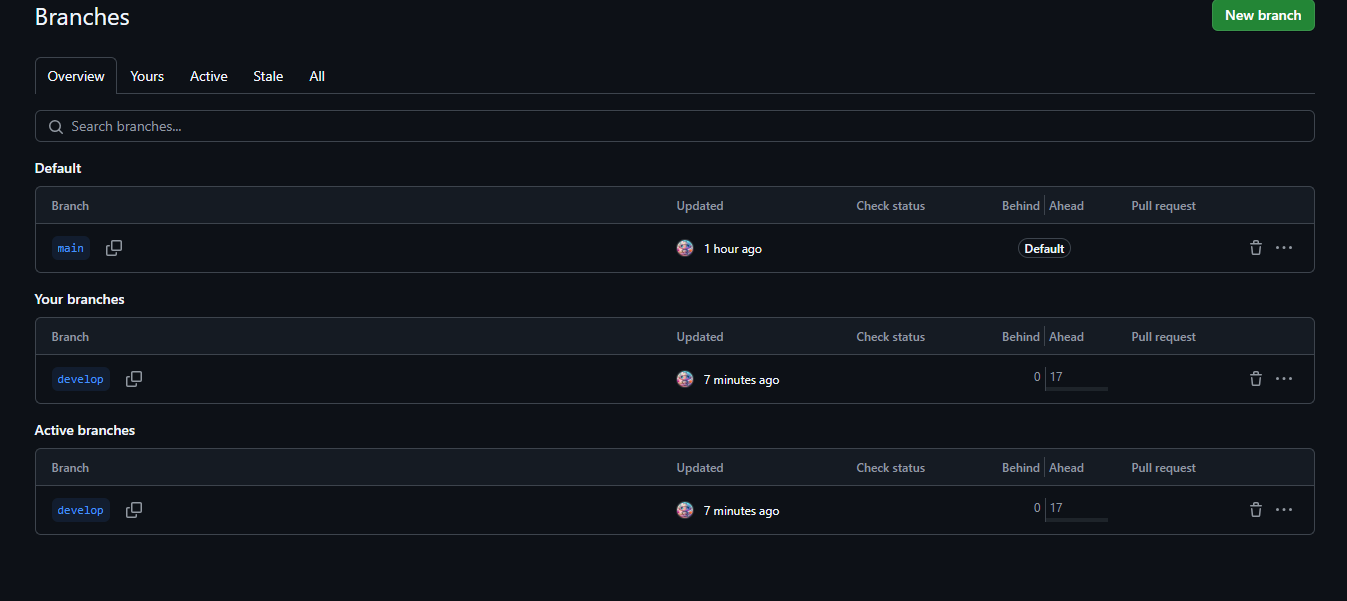 Branches
New branch
Overview Yours Active Stale All
Search branches...
Default
Branch Updated Check status Behind Ahead Pull request
main 1 hour ago Default
Your branches
Branch Updated Check status Behind Ahead Pull request
develop 7 minutes ago 0 17
Active branches
Branch Updated Check status Behind Ahead Pull request
develop 7 minutes ago 0 17